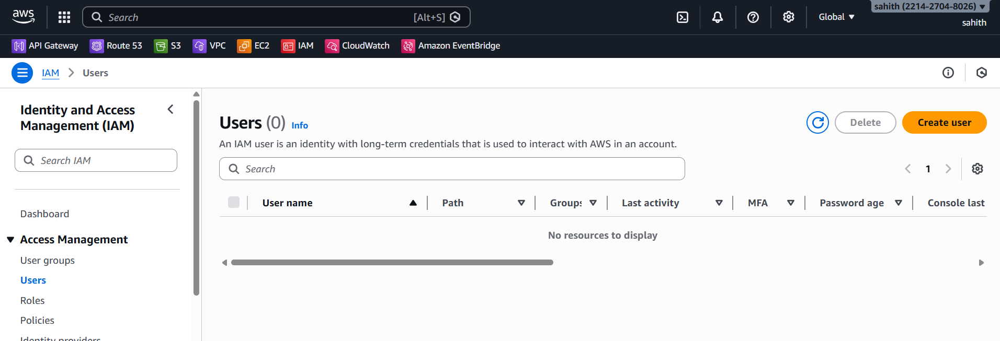 aws
Search
[Alt+S]
Global
sahith (2214-2704-8026)
sahith
API Gateway
Route 53
S3
VPC
EC2
IAM
CloudWatch
Amazon EventBridge
IAM
Users
Identity and Access
Management (IAM)
Search IAM
Dashboard
Access Management
User groups
Users
Roles
Policies
Identity providers
Users (0) Info
Delete
Create user
An IAM user is an identity with long-term credentials that is used to interact with AWS in an account.
Search
1
User name
Path
Groups
Last activity
MFA
Password age
Console last
No resources to display